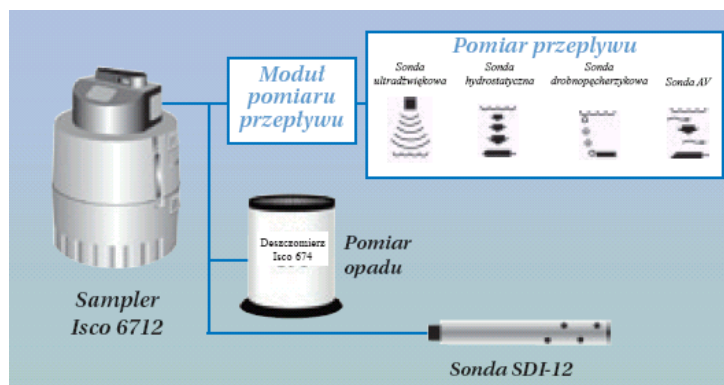 Pomiar przepływu
Sonda
ultradźwiękowa
Sonda
hydrostatyczna
Sonda
drobnopęcherzykowa
Sonda AV
Moduł
pomiaru
przepływu
Deszczomierz
Isco 674
Pomiar
opadu
Sampler
Isco 6712
Sonda SDI-12